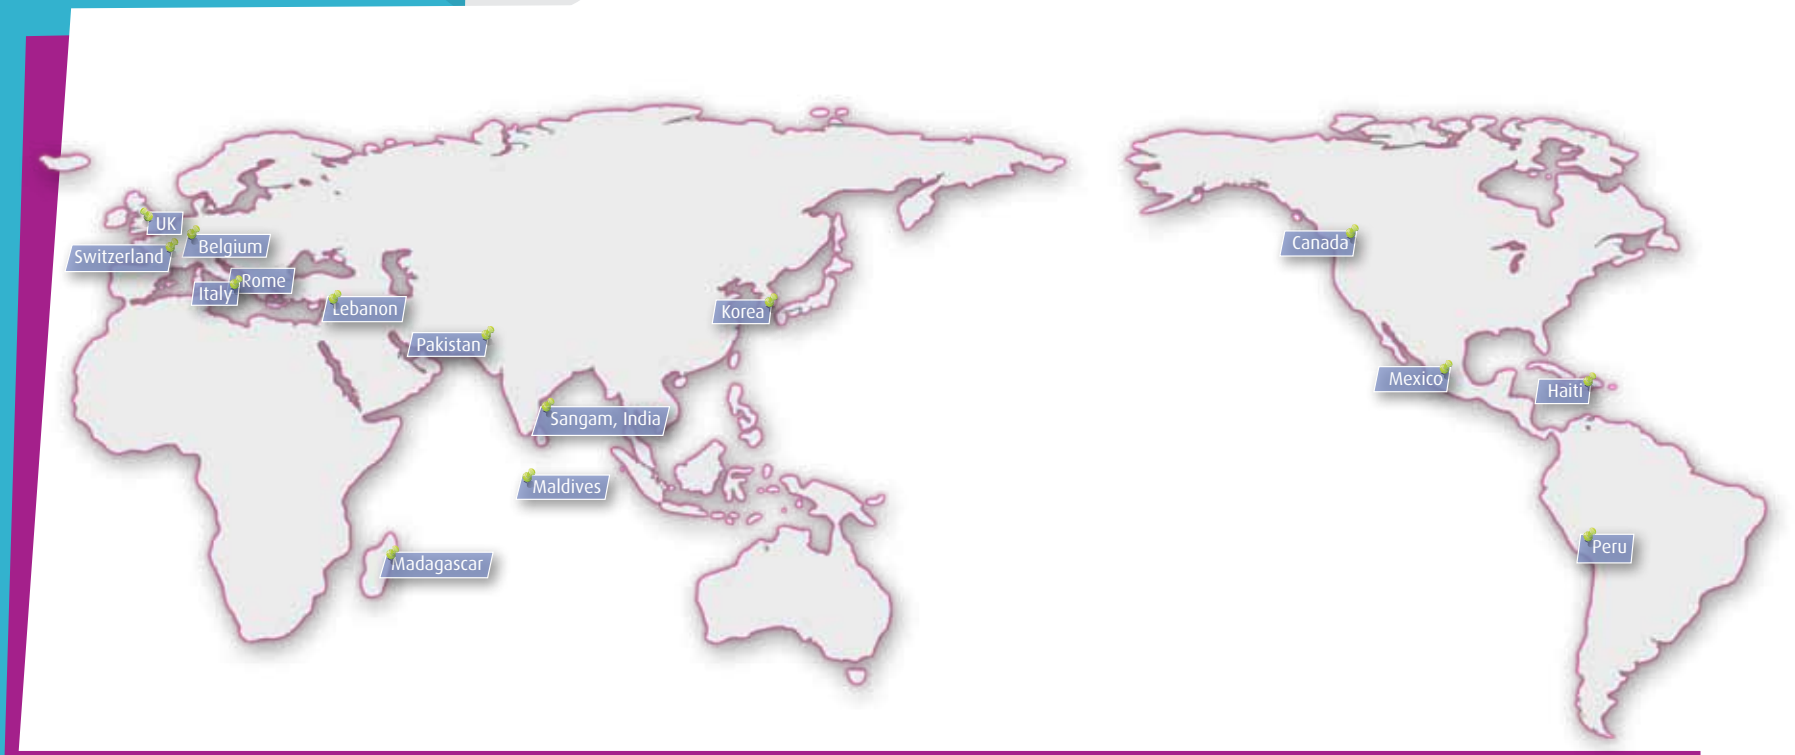 UK
Belgium
Switzerland
Rome
Italy
Lebanon
Pakistan
Korea
Sangam, India
Maldives
Madagascar
Canada
Mexico
Haiti
Peru